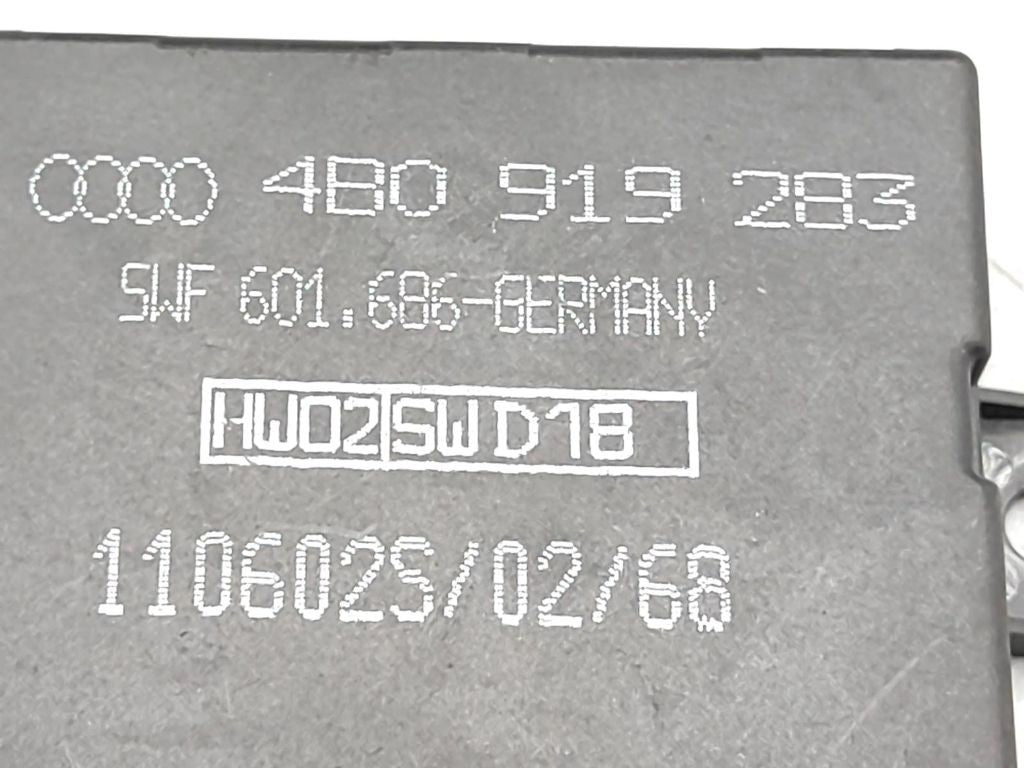 4B0 919 283
SWF 601.686-GERMANY
HW02 SW D18
110602S/02/68